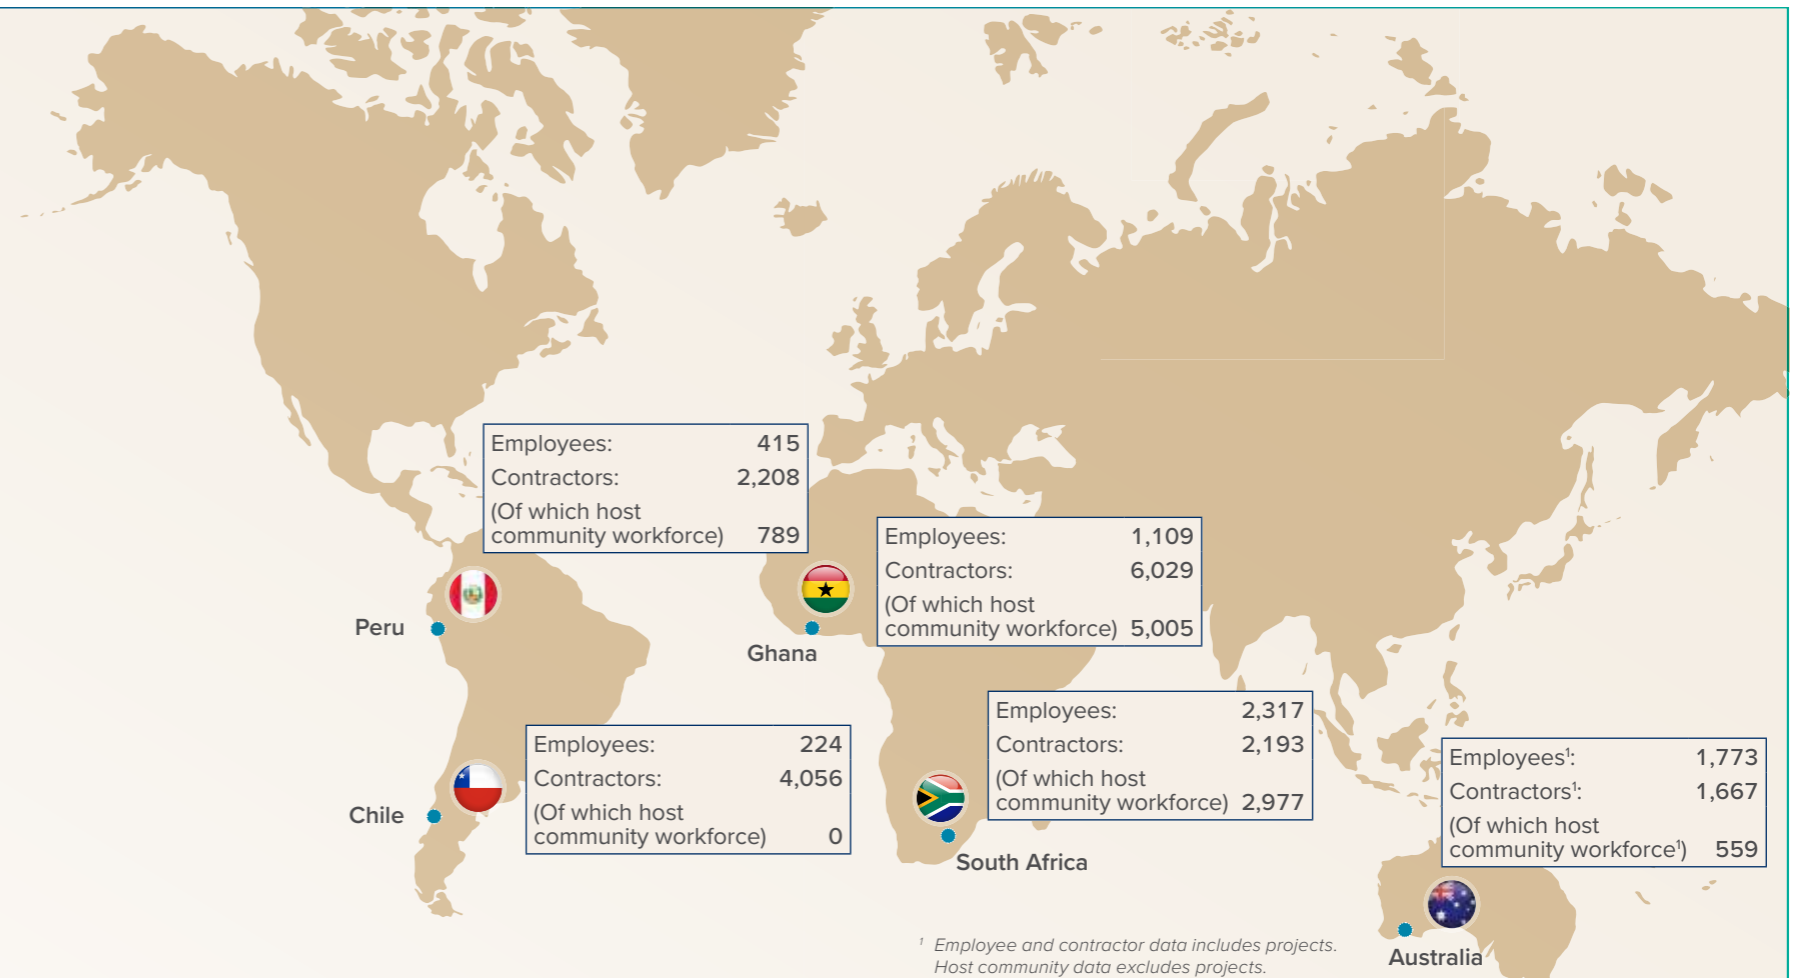 Employees: 415
Contractors: 2,208
(Of which host
community workforce) 789
Peru
Employees: 1,109
Contractors: 6,029
(Of which host
community workforce) 5,005
Ghana
Employees: 224
Contractors: 4,056
(Of which host
community workforce) 0
Chile
Employees: 2,317
Contractors: 2,193
(Of which host
community workforce) 2,977
South Africa
Employees¹: 1,773
Contractors¹: 1,667
(Of which host
community workforce¹) 559
Australia
¹ Employee and contractor data includes projects.
Host community data excludes projects.